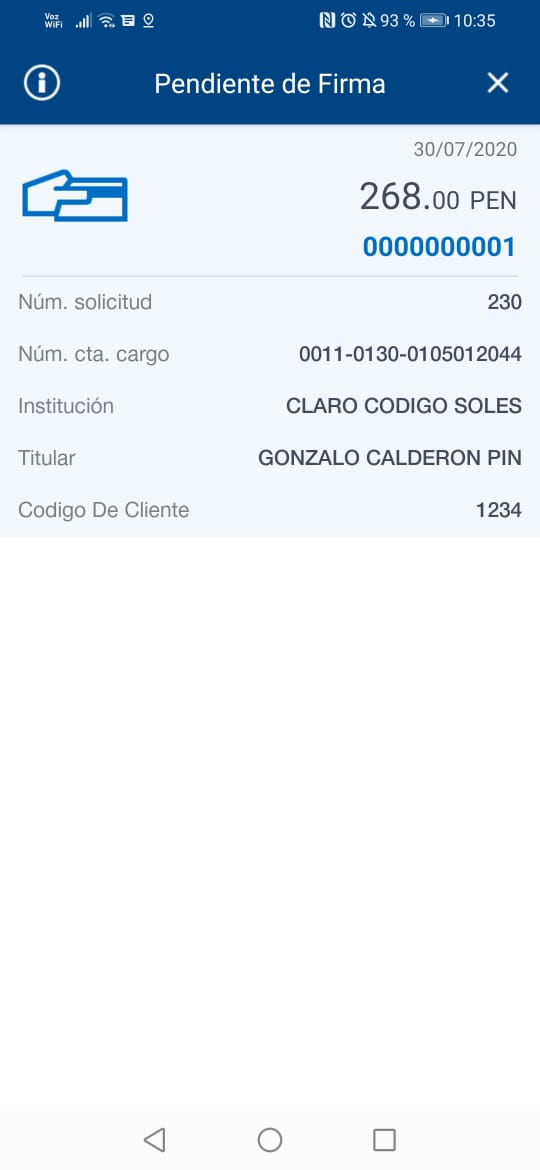 Voz WiFi 93 % 10:35
Pendiente de Firma
30/07/2020
268.00 PEN
0000000001
Núm. solicitud 230
Núm. cta. cargo 0011-0130-0105012044
Institución CLARO CODIGO SOLES
Titular GONZALO CALDERON PIN
Codigo De Cliente 1234